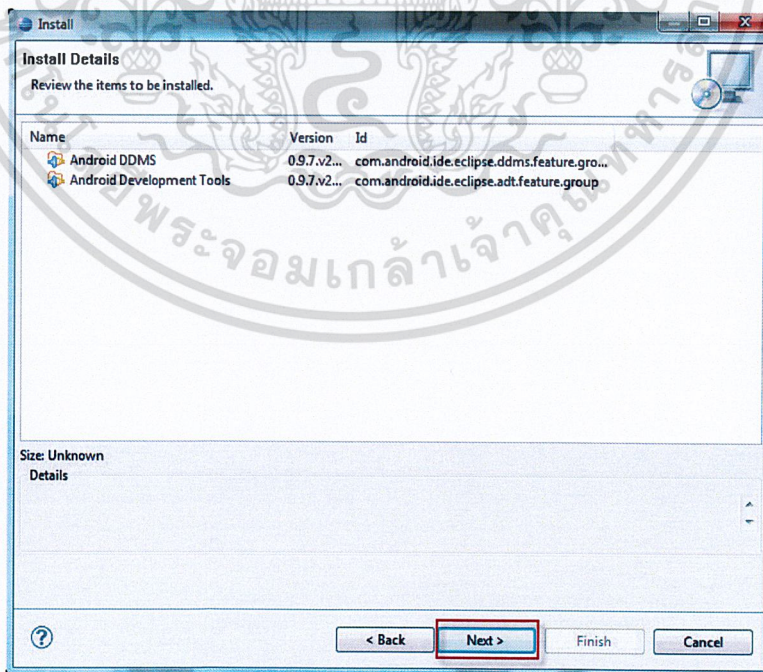 Install
Install Details
Review the items to be installed.
Name Version Id
Android DDMS 0.9.7.v2... com.android.ide.eclipse.ddms.feature.gro...
Android Development Tools 0.9.7.v2... com.android.ide.eclipse.adt.feature.group
พระจอมเกล้าเจ้าคุณทหารลาด
Size: Unknown
Details
< Back Next > Finish Cancel